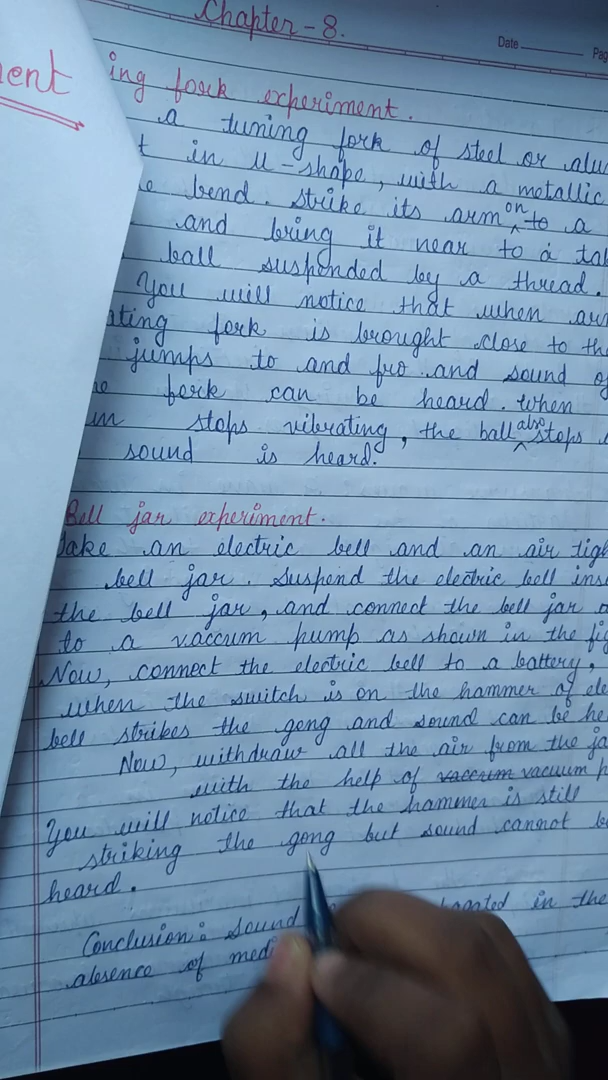 Chapter - 8.
Date Pag
ment
ing fork experiment.
a tuning fork of steel or alu
t in u - shape, with a metallic
e bend. strike its arm on to a
and bring it near to a ta
ball suspended by a thread.
You will notice that when ar
ating fork is brought close to th
jumps to and fro and sound of
fork can be heard. when
stops vibrating, the ball also stops
sound is heard.
Bell jar experiment.
Take an electric bell and an air tig
bell jar. Suspend the electric bell ins
the bell jar, and connect the bell jar
to a vaccum pump as shown in the fi
Now, connect the electric bell to a battery,
when the switch is on the hammer of ele
bell strikes the gong and sound can be he
Now, withdraw all the air from the ja
with the help of vaccum vacuum p
You will notice that the hammer is still
striking the gong but sound cannot b
heard.
Conclusion: Sound in the
absence of medi